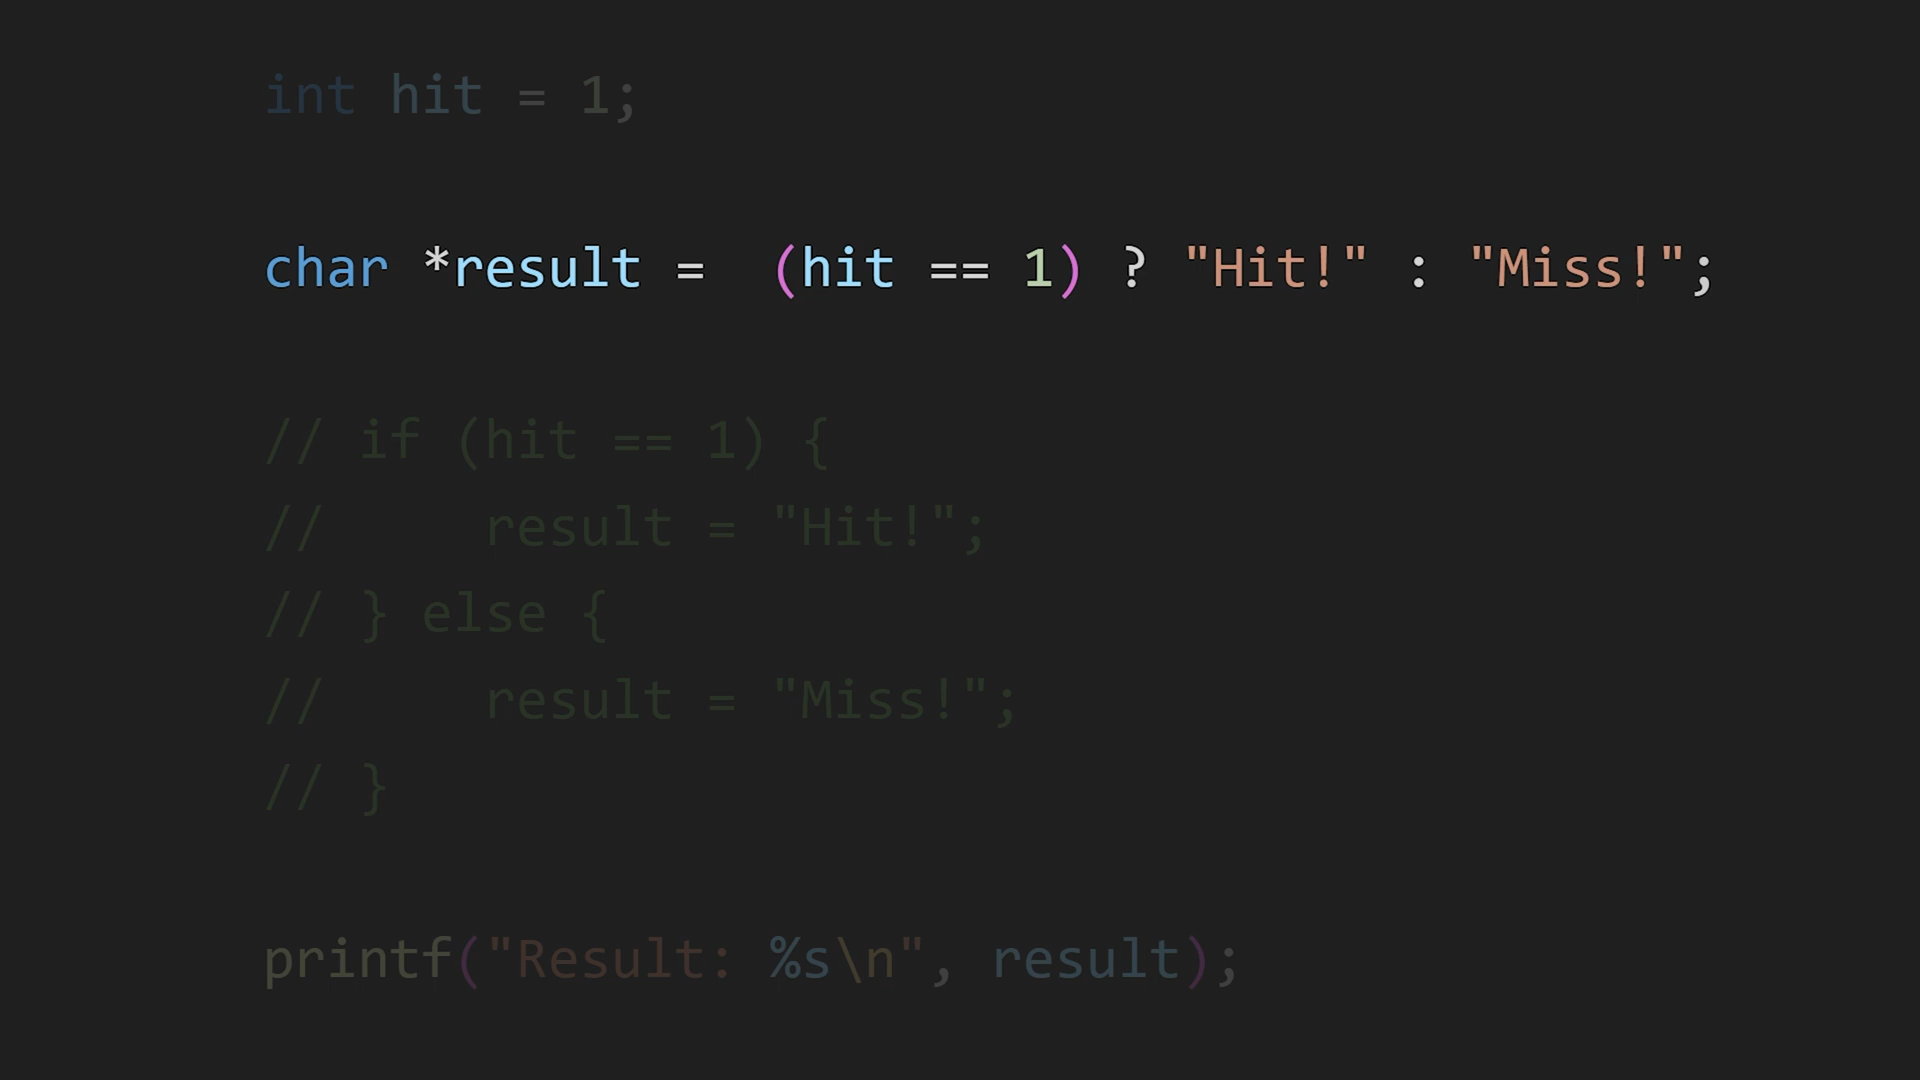 int hit = 1;
char *result =  (hit == 1) ? "Hit!" : "Miss!";
// if (hit == 1) {
//     result = "Hit!";
// } else {
//     result = "Miss!";
// }
printf("Result: %s\n", result);